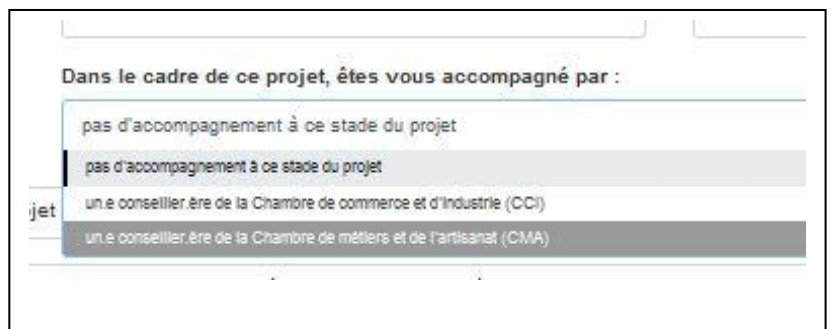 Dans le cadre de ce projet, êtes vous accompagné par :
pas d'accompagnement à ce stade du projet
pas d'accompagnement à ce stade du projet
jet
un.e conseiller.ère de la Chambre de commerce et d'industrie (CCI)
un.e conseiller.ère de la Chambre de métiers et de l'artisanat (CMA)